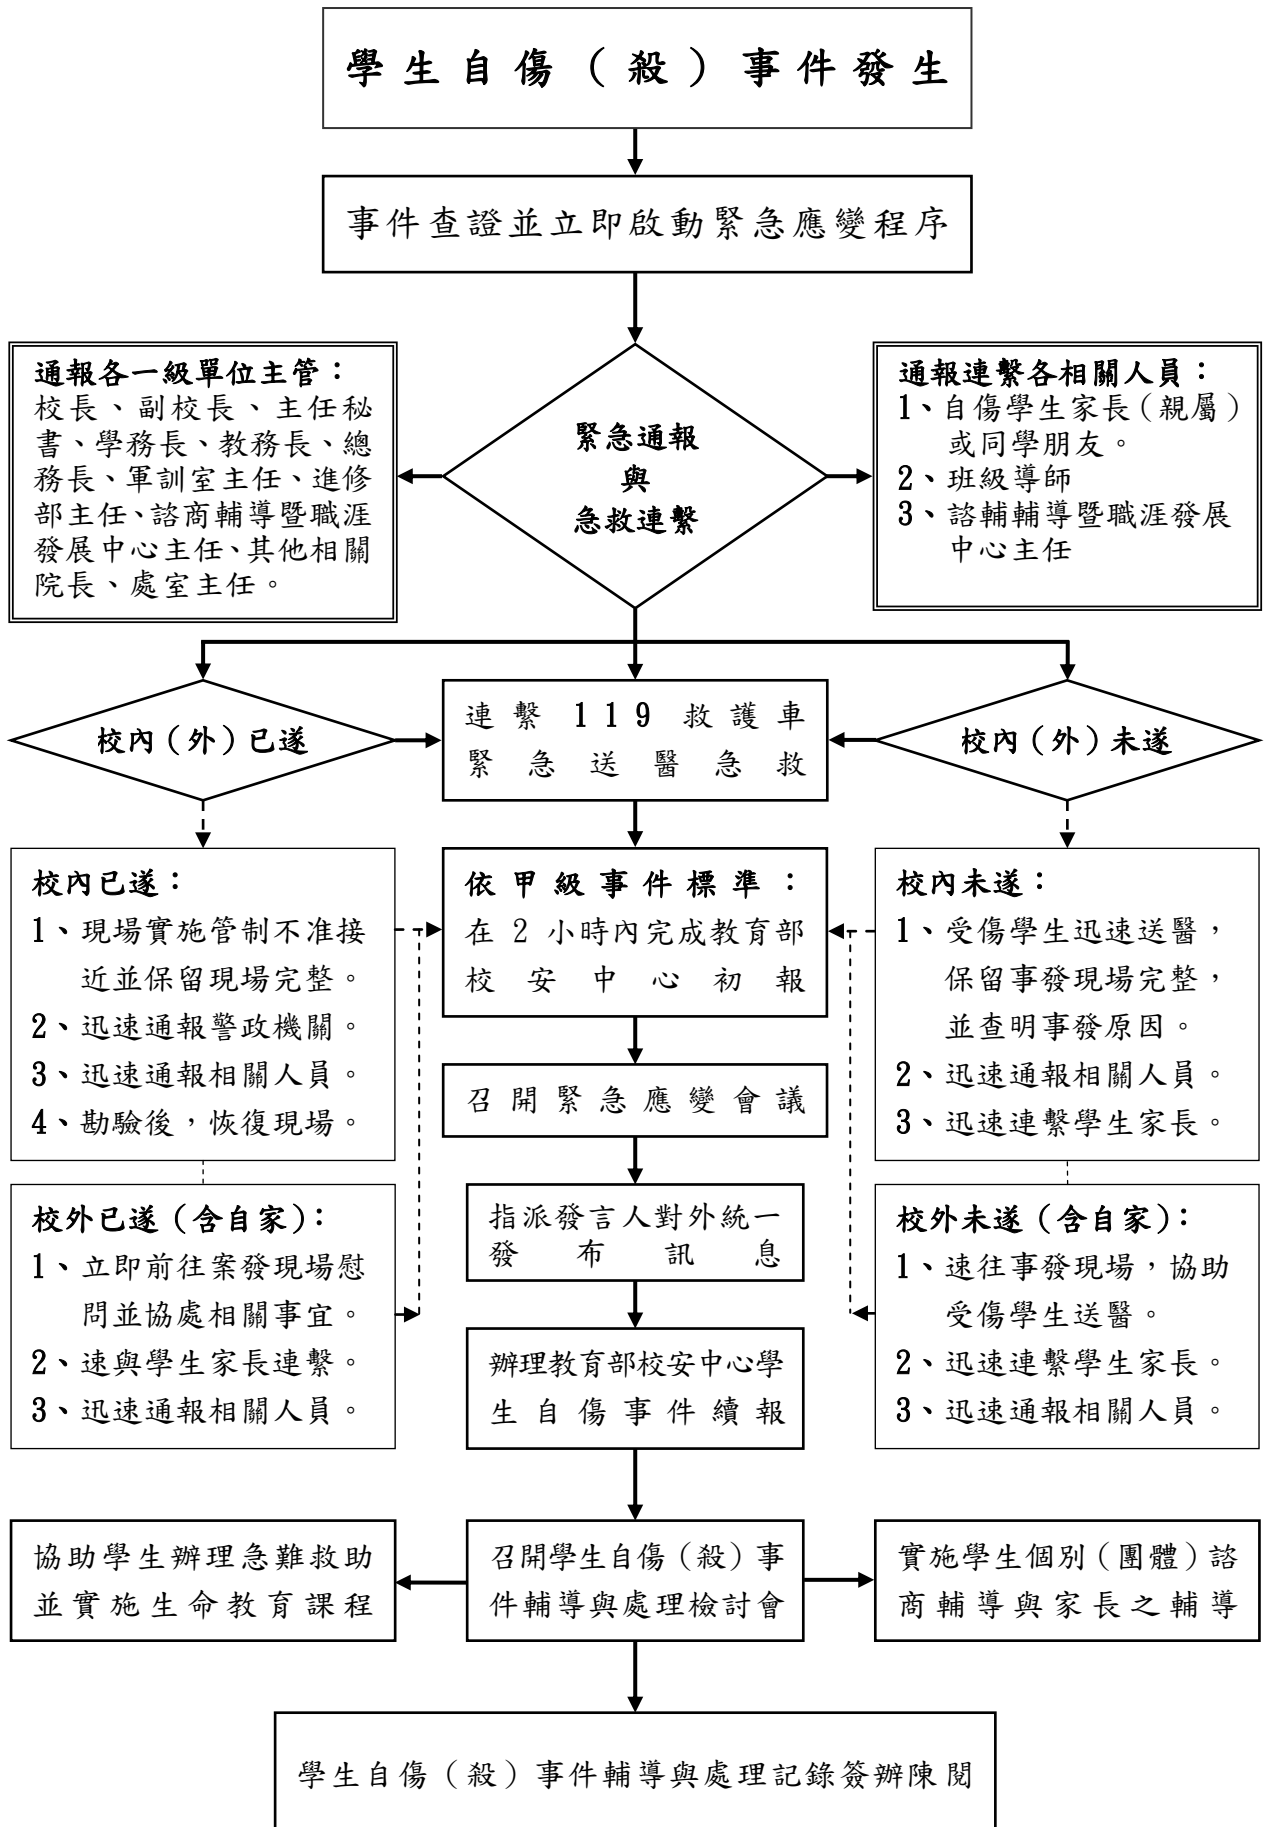 學生自傷（殺）事件發生
事件查證並立即啟動緊急應變程序
通報各一級單位主管：
校長、副校長、主任秘
書、學務長、教務長、總
務長、軍訓室主任、進修
部主任、諮商輔導暨職涯
發展中心主任、其他相關
院長、處室主任。
緊急通報
與
急救連繫
通報連繫各相關人員：
1、自傷學生家長（親屬）
或同學朋友。
2、班級導師
3、諮輔輔導暨職涯發展
中心主任
校內（外）已遂
連繫119救護車
緊急送醫急救
校內（外）未遂
校內已遂：
1、現場實施管制不准接
近並保留現場完整。
2、迅速通報警政機關。
3、迅速通報相關人員。
4、勘驗後，恢復現場。
依甲級事件標準：
在2小時內完成教育部
校安中心初報
校內未遂：
1、受傷學生迅速送醫，
保留事發現場完整，
並查明事發原因。
2、迅速通報相關人員。
3、迅速連繫學生家長。
召開緊急應變會議
校外已遂（含自家）：
1、立即前往案發現場慰
問並協處相關事宜。
2、速與學生家長連繫。
3、迅速通報相關人員。
指派發言人對外統一
發布訊息
校外未遂（含自家）：
1、速往事發現場，協助
受傷學生送醫。
2、迅速連繫學生家長。
3、迅速通報相關人員。
辦理教育部校安中心學
生自傷事件續報
協助學生辦理急難救助
並實施生命教育課程
召開學生自傷（殺）事
件輔導與處理檢討會
實施學生個別（團體）諮
商輔導與家長之輔導
學生自傷（殺）事件輔導與處理記錄簽辦陳閱